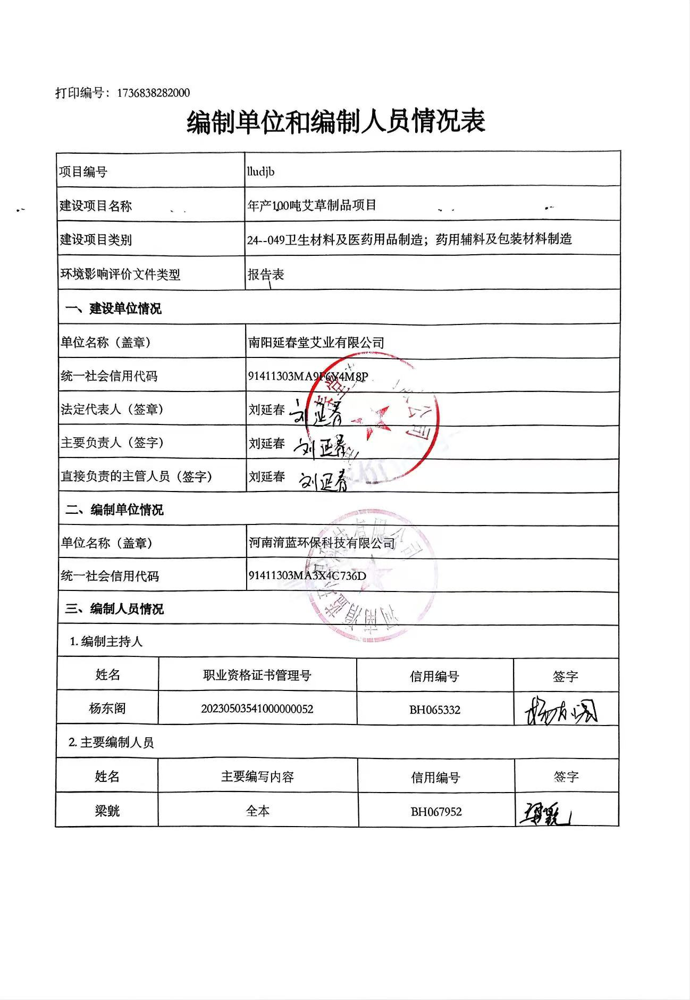 打印编号：1736838282000
编制单位和编制人员情况表
项目编号 lludjb
建设项目名称 年产100吨艾草制品项目
建设项目类别 24--049卫生材料及医药用品制造；药用辅料及包装材料制造
环境影响评价文件类型 报告表
一、建设单位情况
单位名称（盖章） 南阳延春堂艾业有限公司
统一社会信用代码 91411303MA9F6Y4M8P
法定代表人（签章） 刘延春 刘延春
主要负责人（签字） 刘延春 刘延春
直接负责的主管人员（签字） 刘延春 刘延春
二、编制单位情况
单位名称（盖章） 河南淯蓝环保科技有限公司
统一社会信用代码 91411303MA3X4C736D
三、编制人员情况
1.编制主持人
姓名 职业资格证书管理号 信用编号 签字
杨东阁 20230503541000000052 BH065332 杨东阁
2.主要编制人员
姓名 主要编写内容 信用编号 签字
梁毲 全本 BH067952